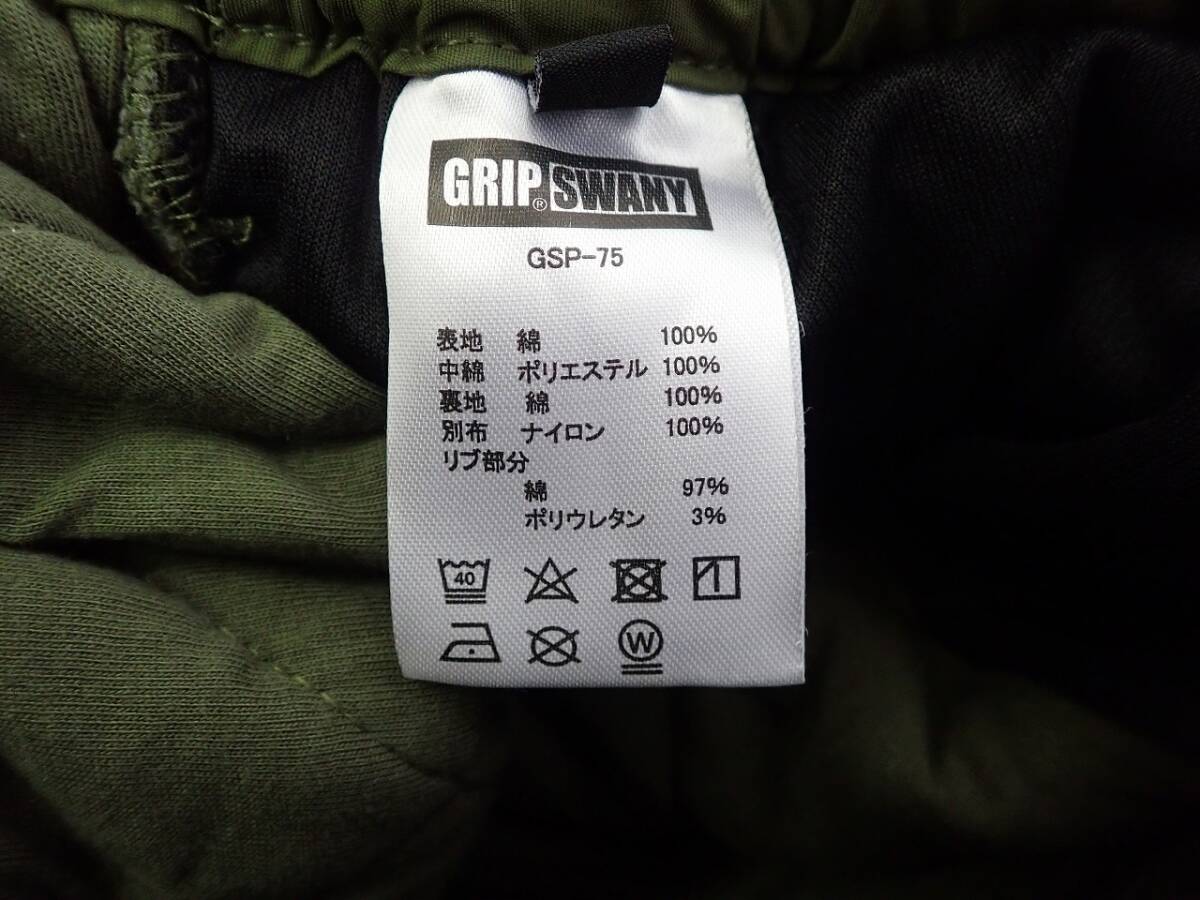 GRIP® SWANY
GSP-75
表地 綿 100%
中綿 ポリエステル 100%
裏地 綿 100%
別布 ナイロン 100%
リブ部分
綿 97%
ポリウレタン 3%
40
W